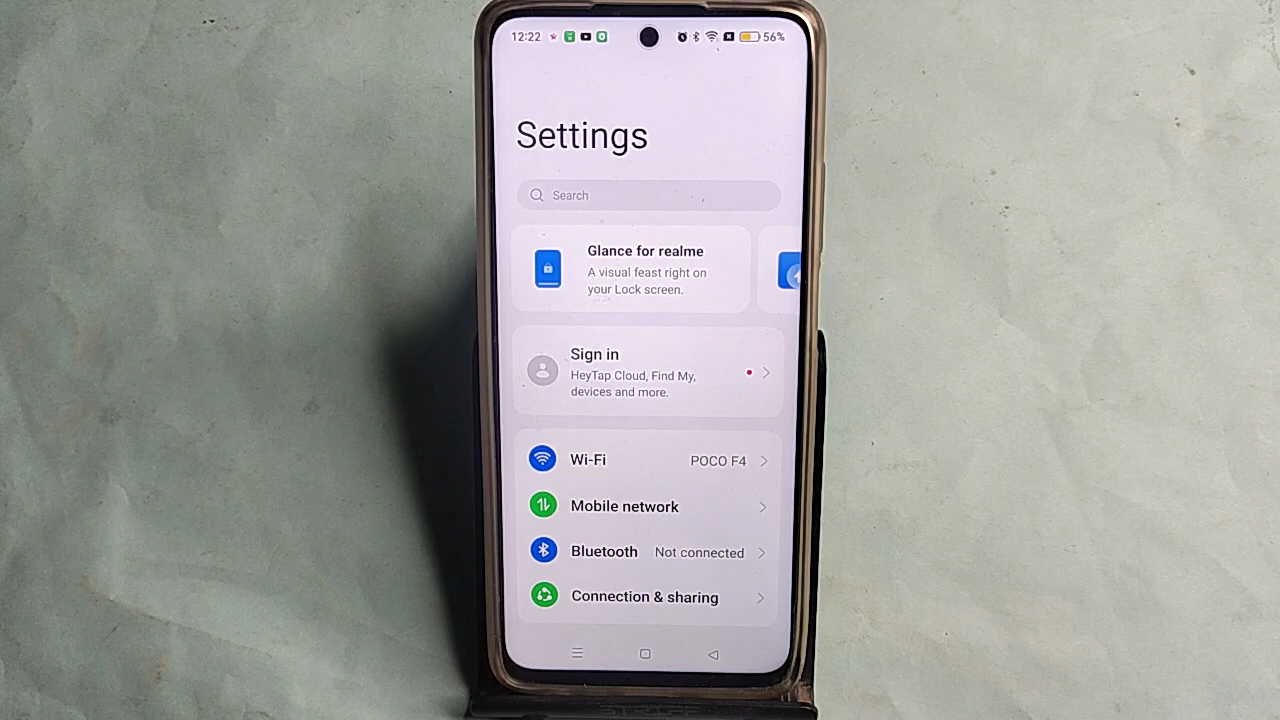 12:22 56%
Settings
Search
Glance for realme
A visual feast right on
your Lock screen.
Sign in
HeyTap Cloud, Find My,
devices and more.
Wi-Fi POCO F4
Mobile network
Bluetooth Not connected
Connection & sharing